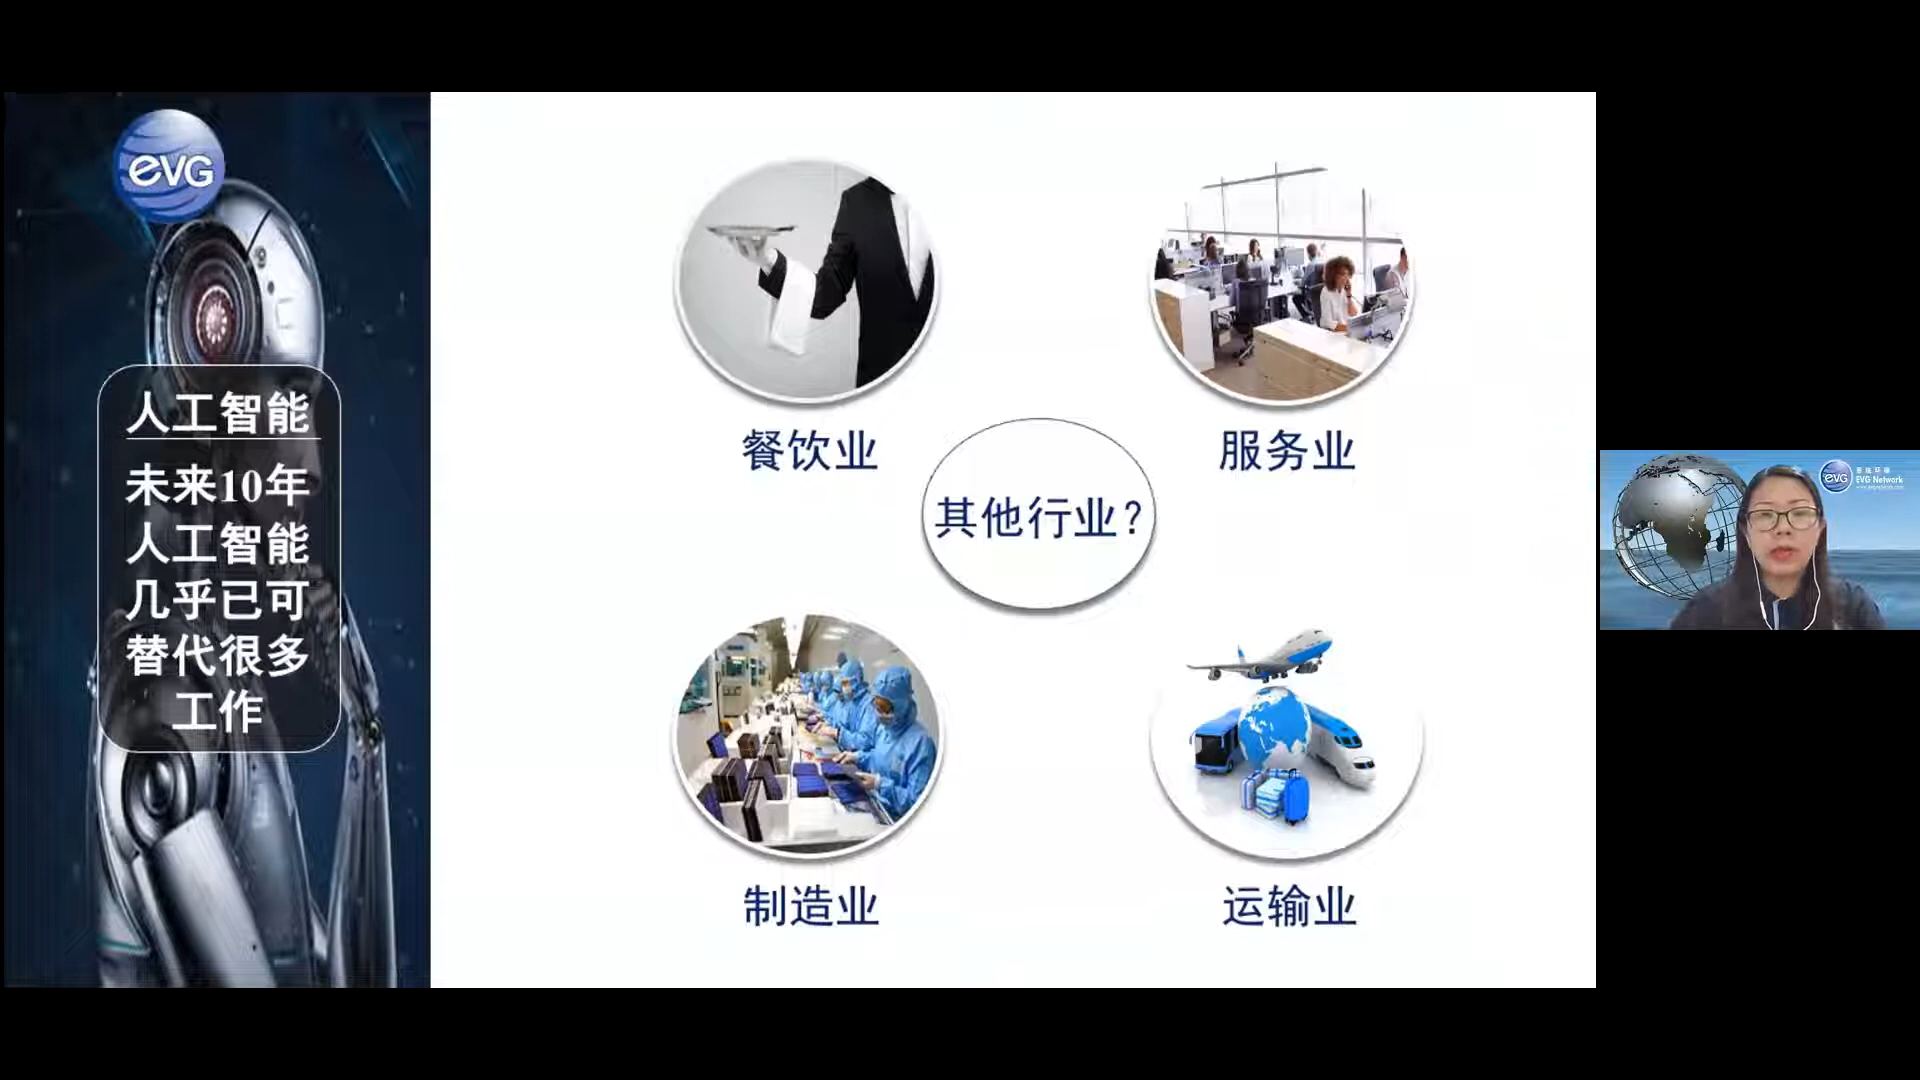 eVG
人工智能
未来10年
人工智能
几乎已可
替代很多
工作
餐饮业
服务业
其他行业?
制造业
运输业
eVG
EVG Network